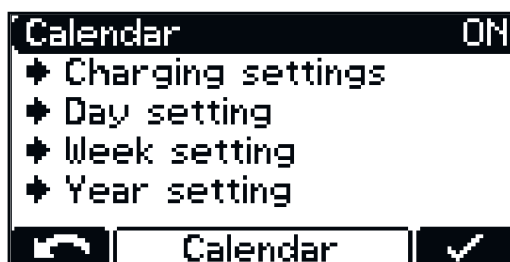 Calendar ON
Charging settings
Day setting
Week setting
Year setting
Calendar